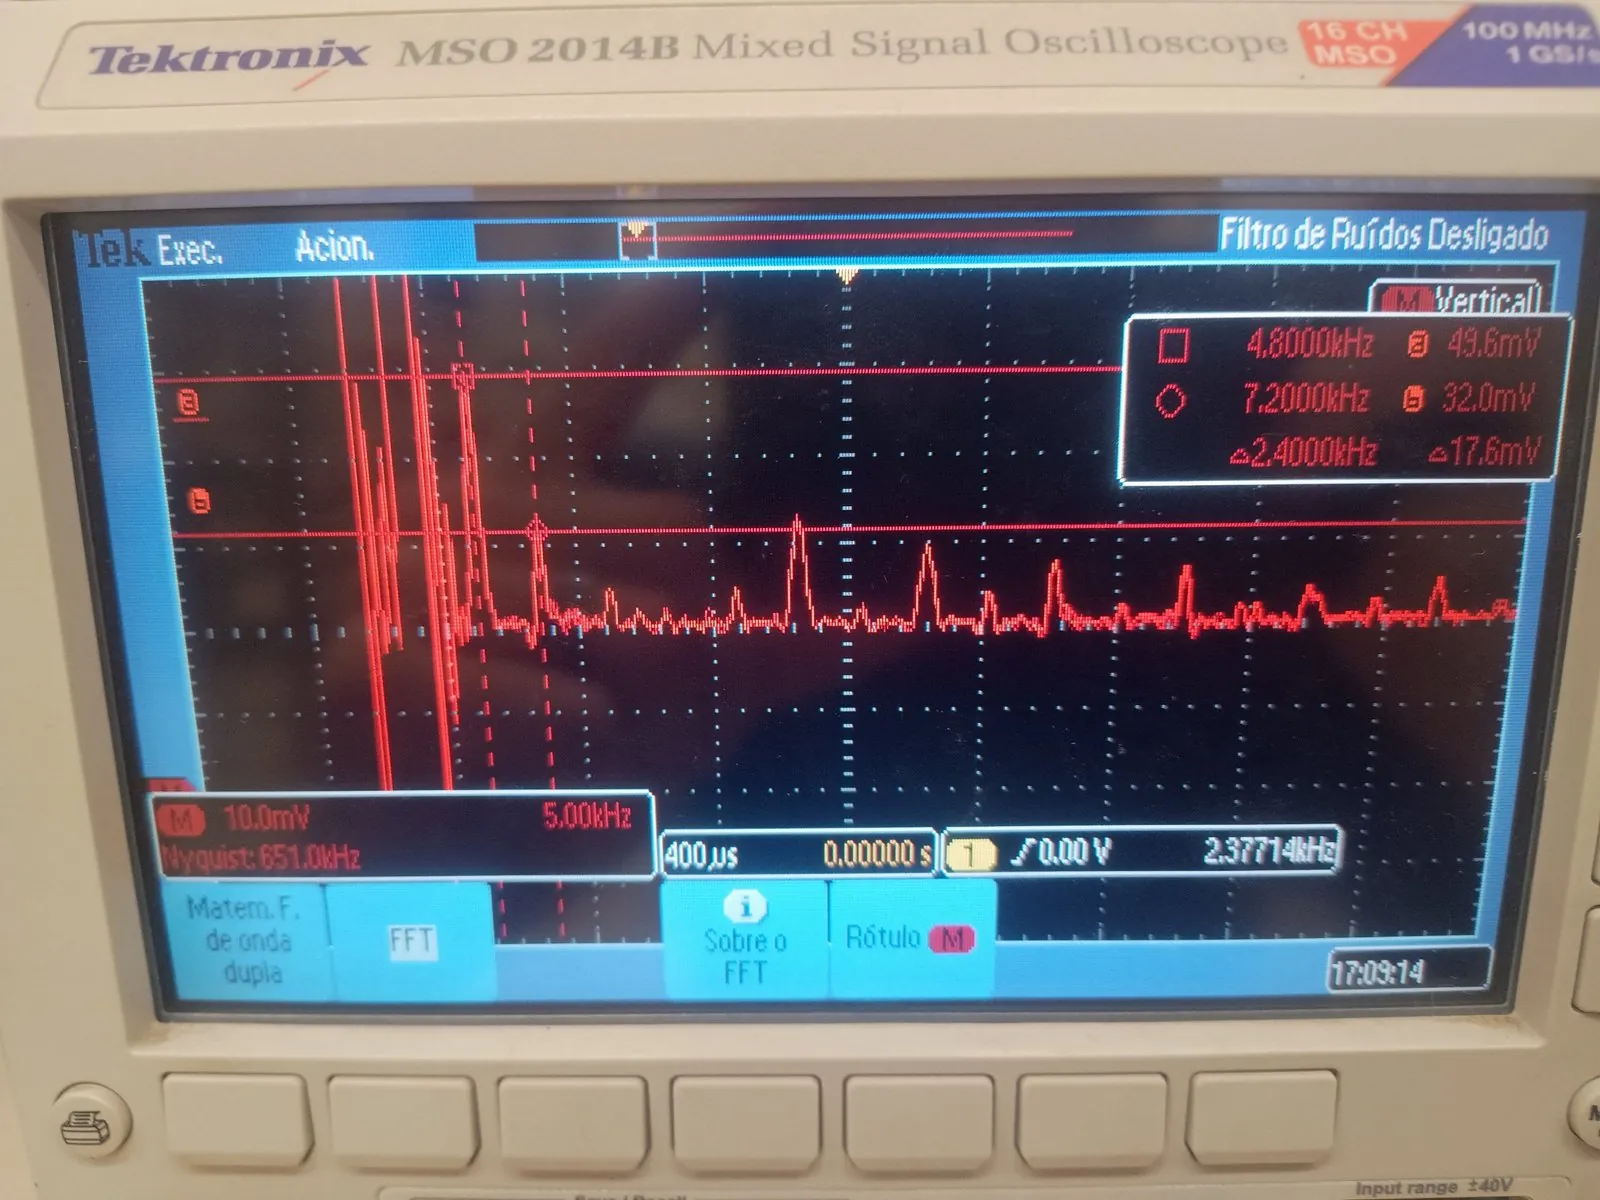 Tektronix MSO 2014B Mixed Signal Oscilloscope
16 CH
MSO
100 MHz
1 GS/s
Tek Exec. Acion. Filtro de Ruídos Desligado
M Vertical
4.8000kHz a 49.6mV
7.2000kHz b 32.0mV
△2.4000kHz △17.6mV
a
b
M 10.0mV 5.00kHz
Nyquist: 651.0kHz
400µs 0.00000 s
1 0.00 V 2.37714kHz
Matem. F.
de onda
dupla
FFT
i
Sobre o
FFT
Rótulo M
17:09:14
Input range ±40V